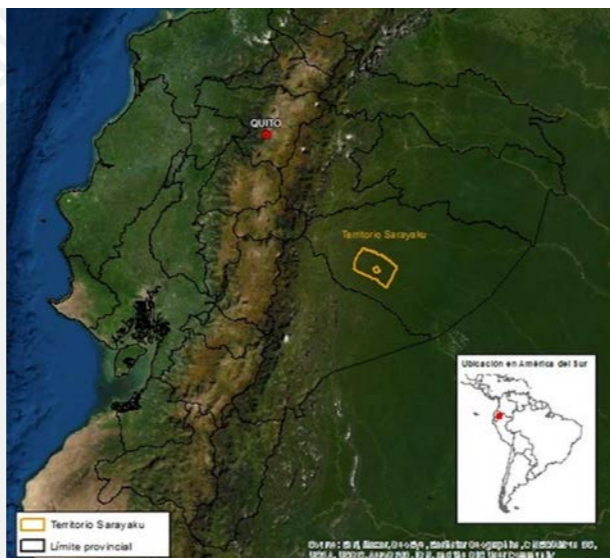 QUITO
Territorio Sarayaku
Ubicación en América del Sur
Territorio Sarayaku
Límite provincial